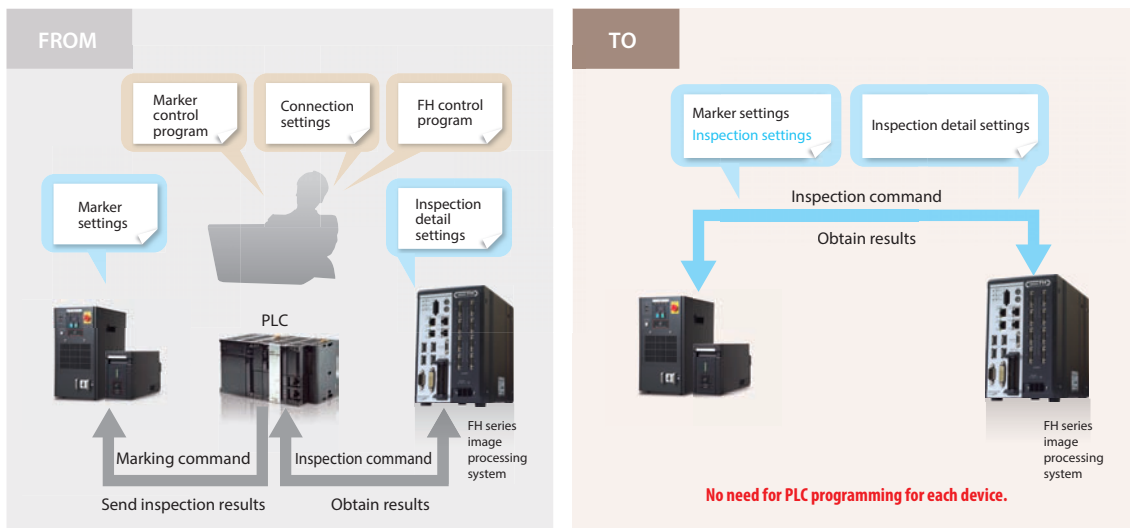 FROM
Marker
control
program
Connection
settings
FH control
program
Marker
settings
Inspection
detail
settings
PLC
FH series
image
processing
system
Marking command
Inspection command
Send inspection results
Obtain results
TO
Marker settings
Inspection settings
Inspection detail settings
Inspection command
Obtain results
FH series
image
processing
system
No need for PLC programming for each device.